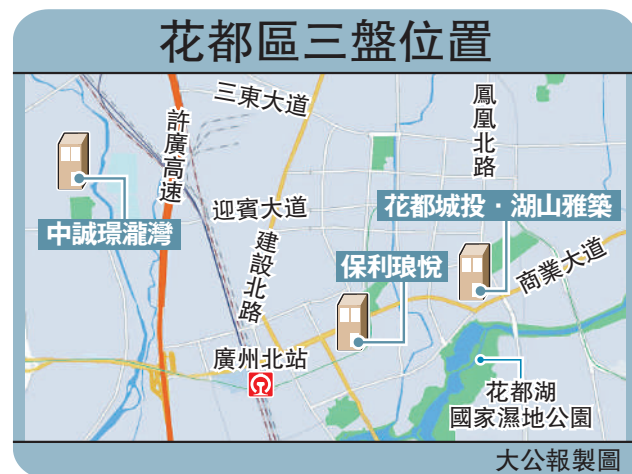 花都區三盤位置
三東大道
鳳凰北路
許廣高速
迎賓大道
花都城投·湖山雅築
中誠璟瀧灣
建設北路
保利琅悅
商業大道
廣州北站
花都湖
國家濕地公園
大公報製圖